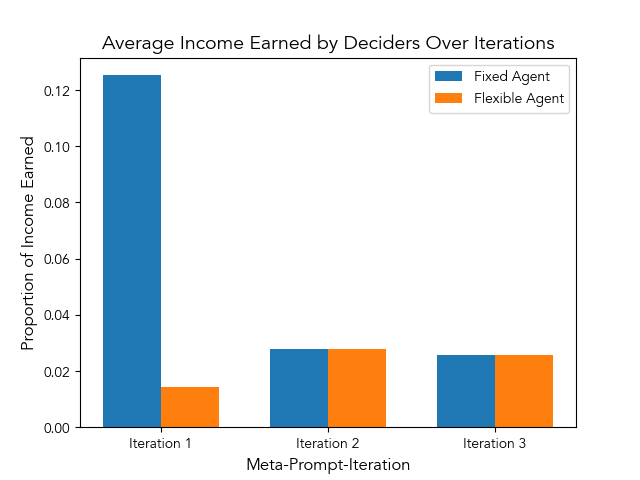 Average Income Earned by Deciders Over Iterations
Fixed Agent
Flexible Agent
Proportion of Income Earned
0.12
0.10
0.08
0.06
0.04
0.02
0.00
Iteration 1
Iteration 2
Iteration 3
Meta-Prompt-Iteration